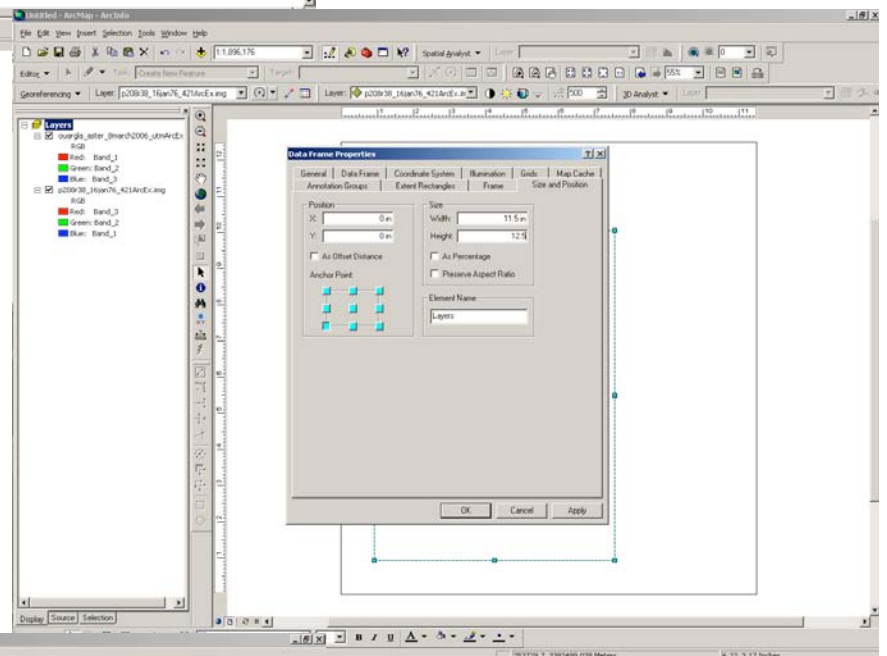 Untitled - ArcMap - ArcInfo
File Edit View Insert Selection Tools Window Help
1:1,896,176 Spatial Analyst Layer:
Editor Task: Create New Feature Target: 55%
Georeferencing Layer: p208r38_16jan76_421ArcEx.img Layer: 500 3D Analyst Layer:
Layers
ouargla_aster_8march2006_utmArcEx
RGB
Red: Band_1
Green: Band_2
Blue: Band_3
p208r38_16jan76_421ArcEx.img
RGB
Red: Band_3
Green: Band_2
Blue: Band_1
Data Frame Properties
General Data Frame Coordinate System Illumination Grids Map Cache
Annotation Groups Extent Rectangles Frame Size and Position
Position
X: 0 in
Y: 0 in
As Offset Distance
Anchor Point:
Size
Width: 11.5 in
Height: 12.5
As Percentage
Preserve Aspect Ratio
Element Name
Layers
OK Cancel Apply
Display Source Selection
B I U A